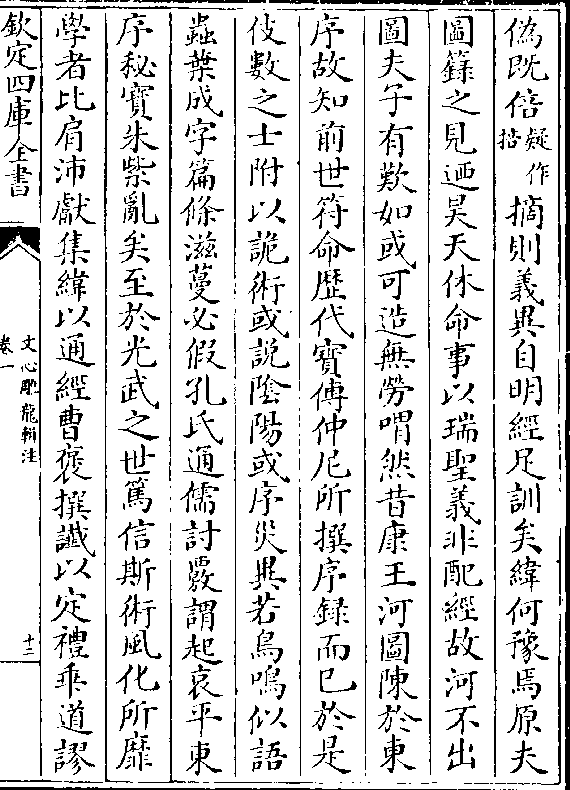 偽既倍疑作掊摘則義異自明經足訓矣緯何豫焉原夫
圖籙之見迺昊天休命事以瑞聖義非配經故河不出
圖夫子有歎如或可造無勞喟然昔康王河圖陳於東
序故知前世符命歴代寳傳仲尼所撰序録而已於是
伎數之士附以詭術或說陰陽或序災異若鳥鳴似語
蟲葉成字篇條滋蔓必假孔氏通儒討覈謂起哀平東
序秘寳朱紫亂矣至於光武之世篤信斯術風化所靡
學者比肩沛獻集緯以通經曹褒撰讖以定禮乖道謬
欽定四庫全書
文心雕龍輯注
卷一
十三